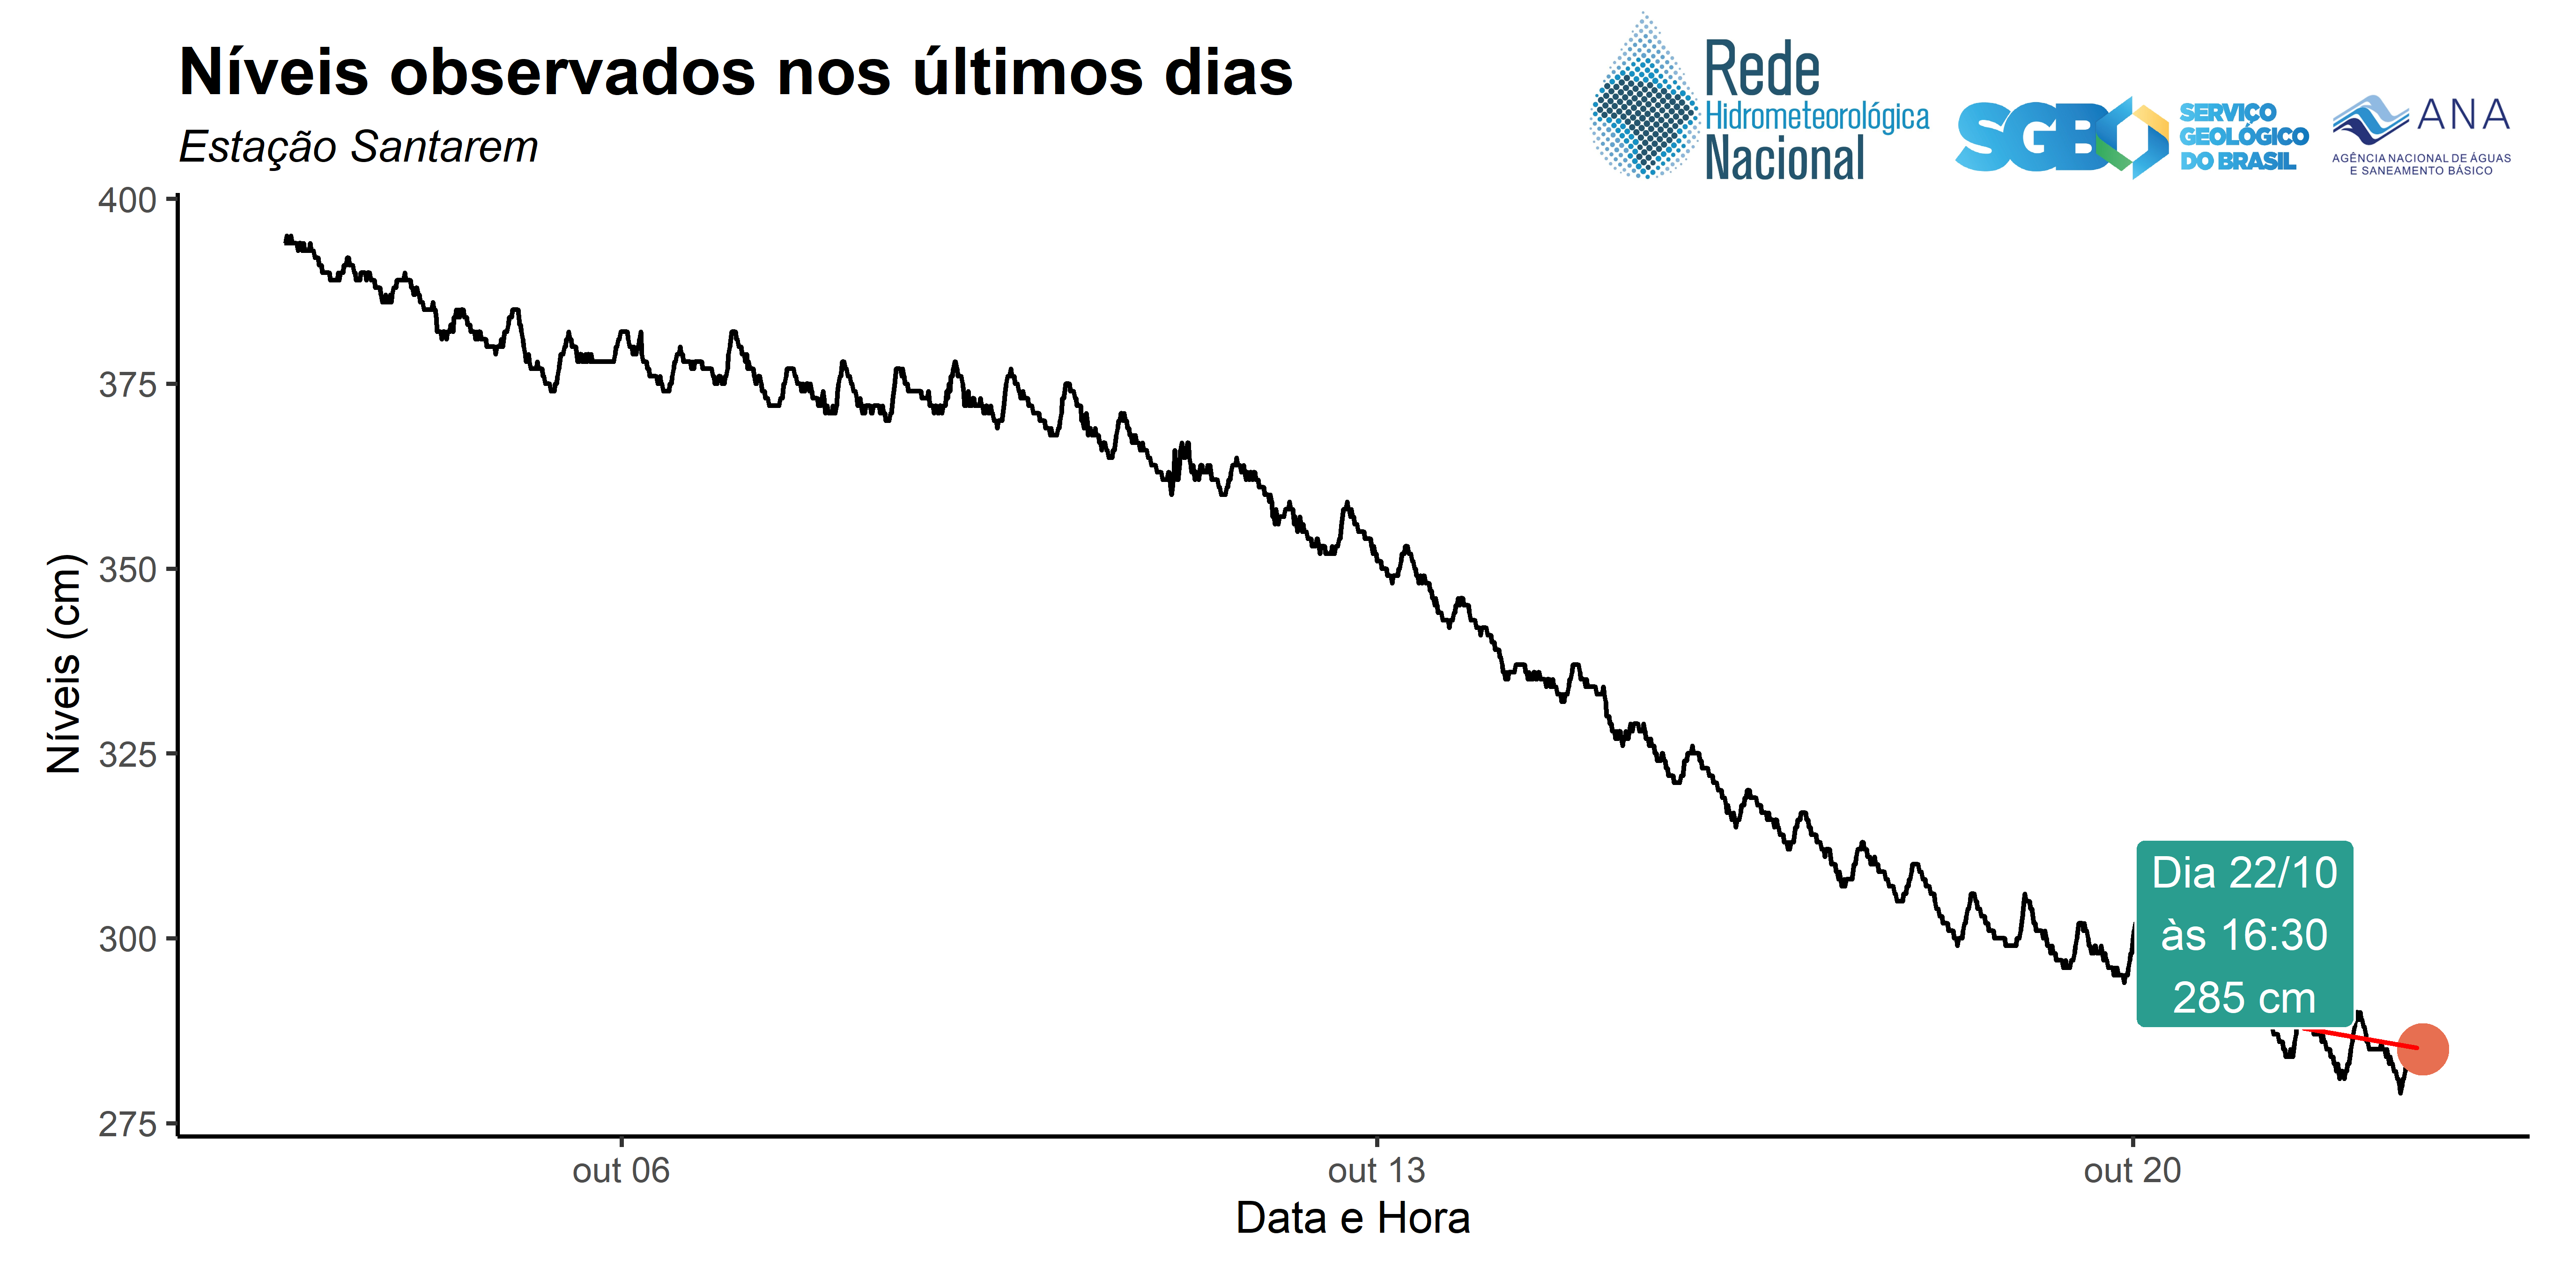 Níveis observados nos últimos dias
Estação Santarem
Rede
Hidrometeorológica
Nacional
SGB
SERVIÇO
GEOLÓGICO
DO BRASIL
ANA
AGÊNCIA NACIONAL DE ÁGUAS
E SANEAMENTO BÁSICO
400
375
350
325
300
275
Níveis (cm)
Dia 22/10
às 16:30
285 cm
out 06
out 13
out 20
Data e Hora